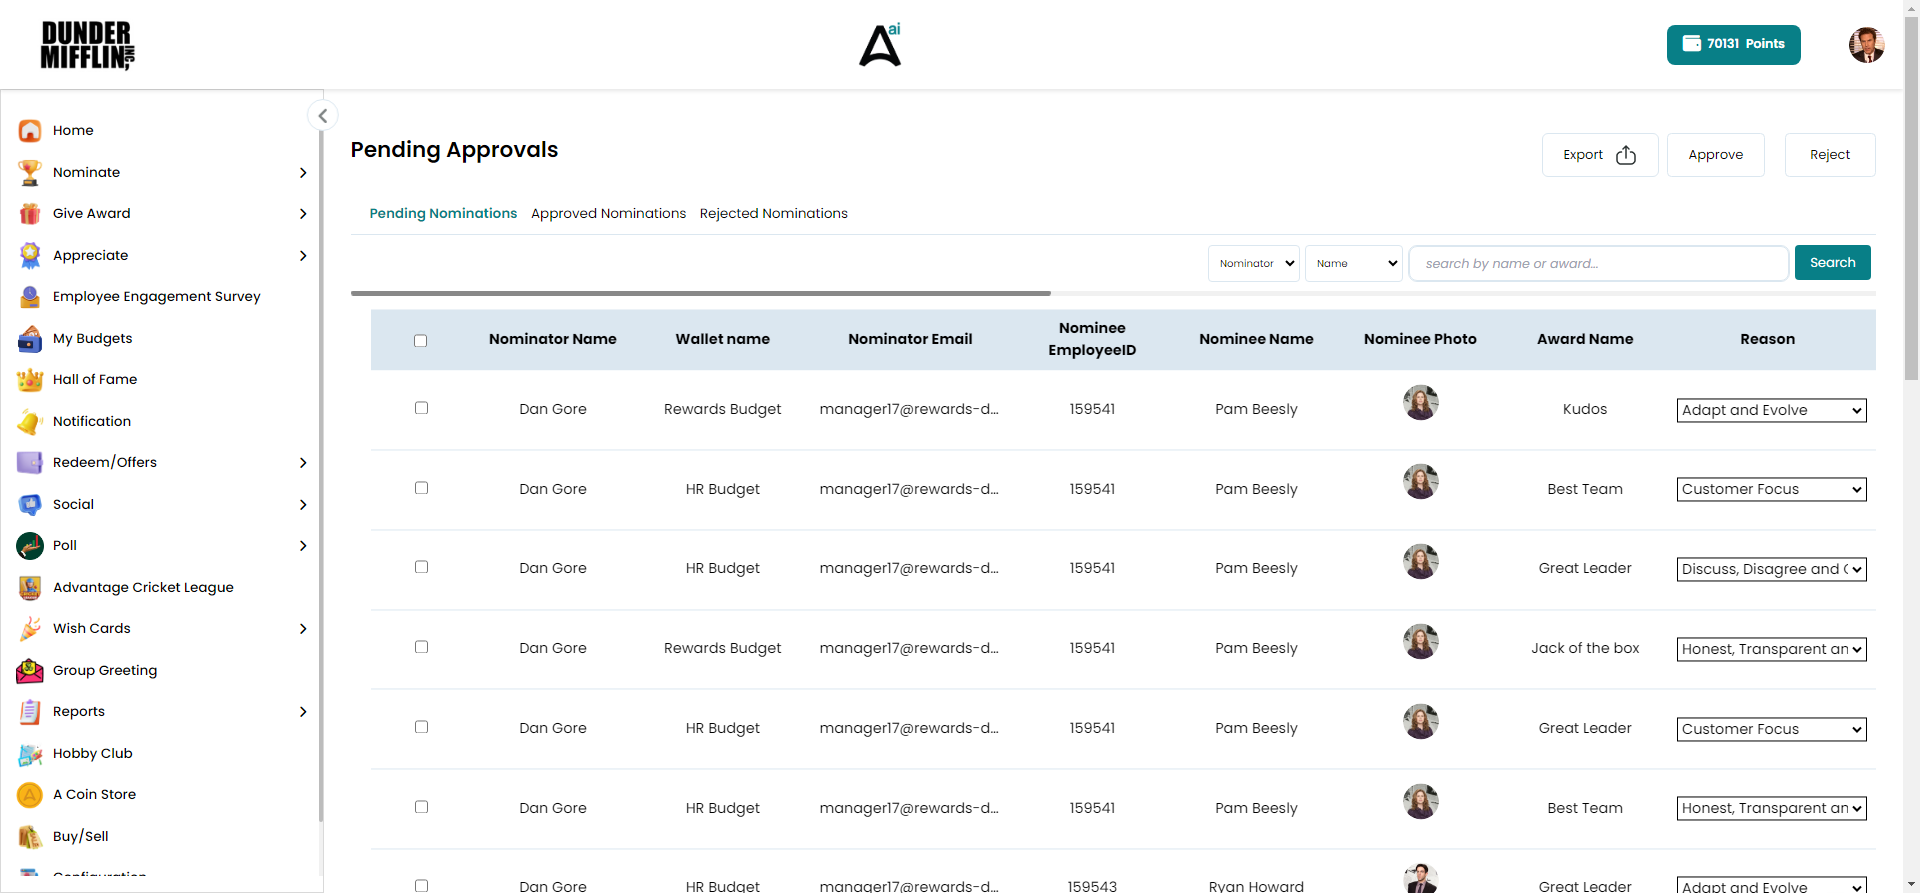 DUNDER
MIFFLIN, INC
ai
70131 Points
Home
Nominate
Give Award
Appreciate
Employee Engagement Survey
My Budgets
Hall of Fame
Notification
Redeem/Offers
Social
Poll
Advantage Cricket League
Wish Cards
Group Greeting
Reports
Hobby Club
A Coin Store
Buy/Sell
Configuration
Pending Approvals
Export
Approve
Reject
Pending Nominations Approved Nominations Rejected Nominations
Nominator Name search by name or award... Search
Nominator Name Wallet name Nominator Email Nominee EmployeeID Nominee Name Nominee Photo Award Name Reason
Dan Gore Rewards Budget manager17@rewards-d... 159541 Pam Beesly Kudos Adapt and Evolve
Dan Gore HR Budget manager17@rewards-d... 159541 Pam Beesly Best Team Customer Focus
Dan Gore HR Budget manager17@rewards-d... 159541 Pam Beesly Great Leader Discuss, Disagree and C
Dan Gore Rewards Budget manager17@rewards-d... 159541 Pam Beesly Jack of the box Honest, Transparent an
Dan Gore HR Budget manager17@rewards-d... 159541 Pam Beesly Great Leader Customer Focus
Dan Gore HR Budget manager17@rewards-d... 159541 Pam Beesly Best Team Honest, Transparent an
Dan Gore HR Budget manager17@rewards-d... 159543 Ryan Howard Great Leader Adapt and Evolve